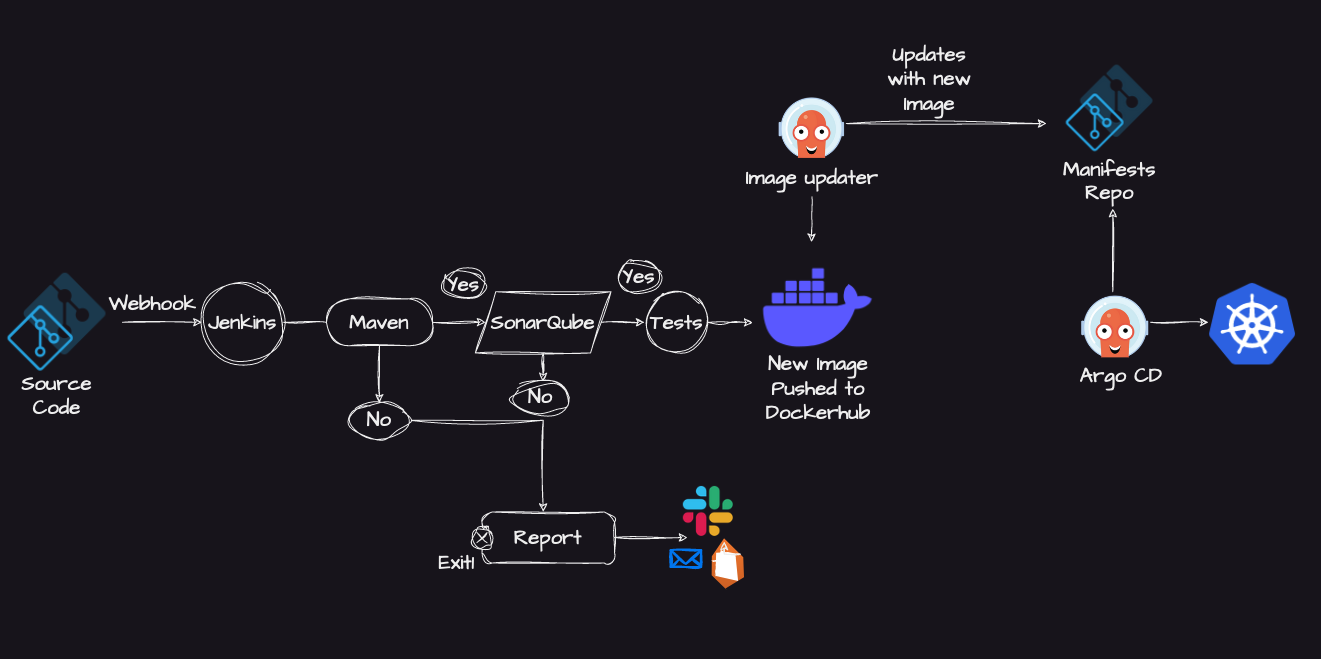 Updates
with new
Image
Image updater
Manifests
Repo
Webhook
Yes
Yes
Jenkins
Maven
SonarQube
Tests
Source
Code
New Image
Pushed to
Dockerhub
Argo CD
No
No
Report
Exit!